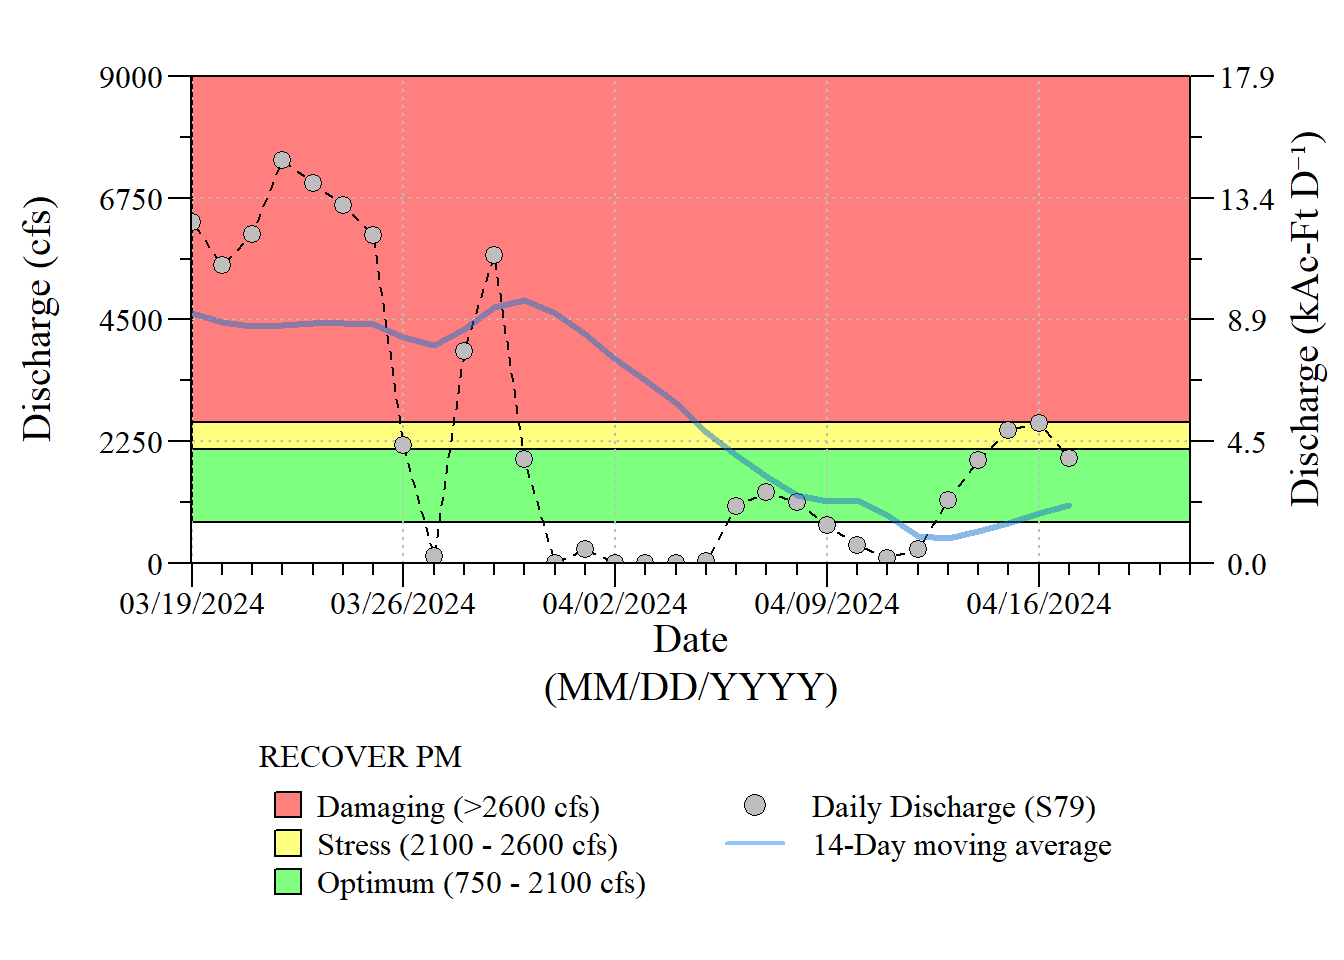 9000
6750
4500
2250
0
Discharge (cfs)
17.9
13.4
8.9
4.5
0.0
Discharge (kAc-Ft D⁻¹)
03/19/2024 03/26/2024 04/02/2024 04/09/2024 04/16/2024
Date
(MM/DD/YYYY)
RECOVER PM
Damaging (>2600 cfs)
Stress (2100 - 2600 cfs)
Optimum (750 - 2100 cfs)
Daily Discharge (S79)
14-Day moving average